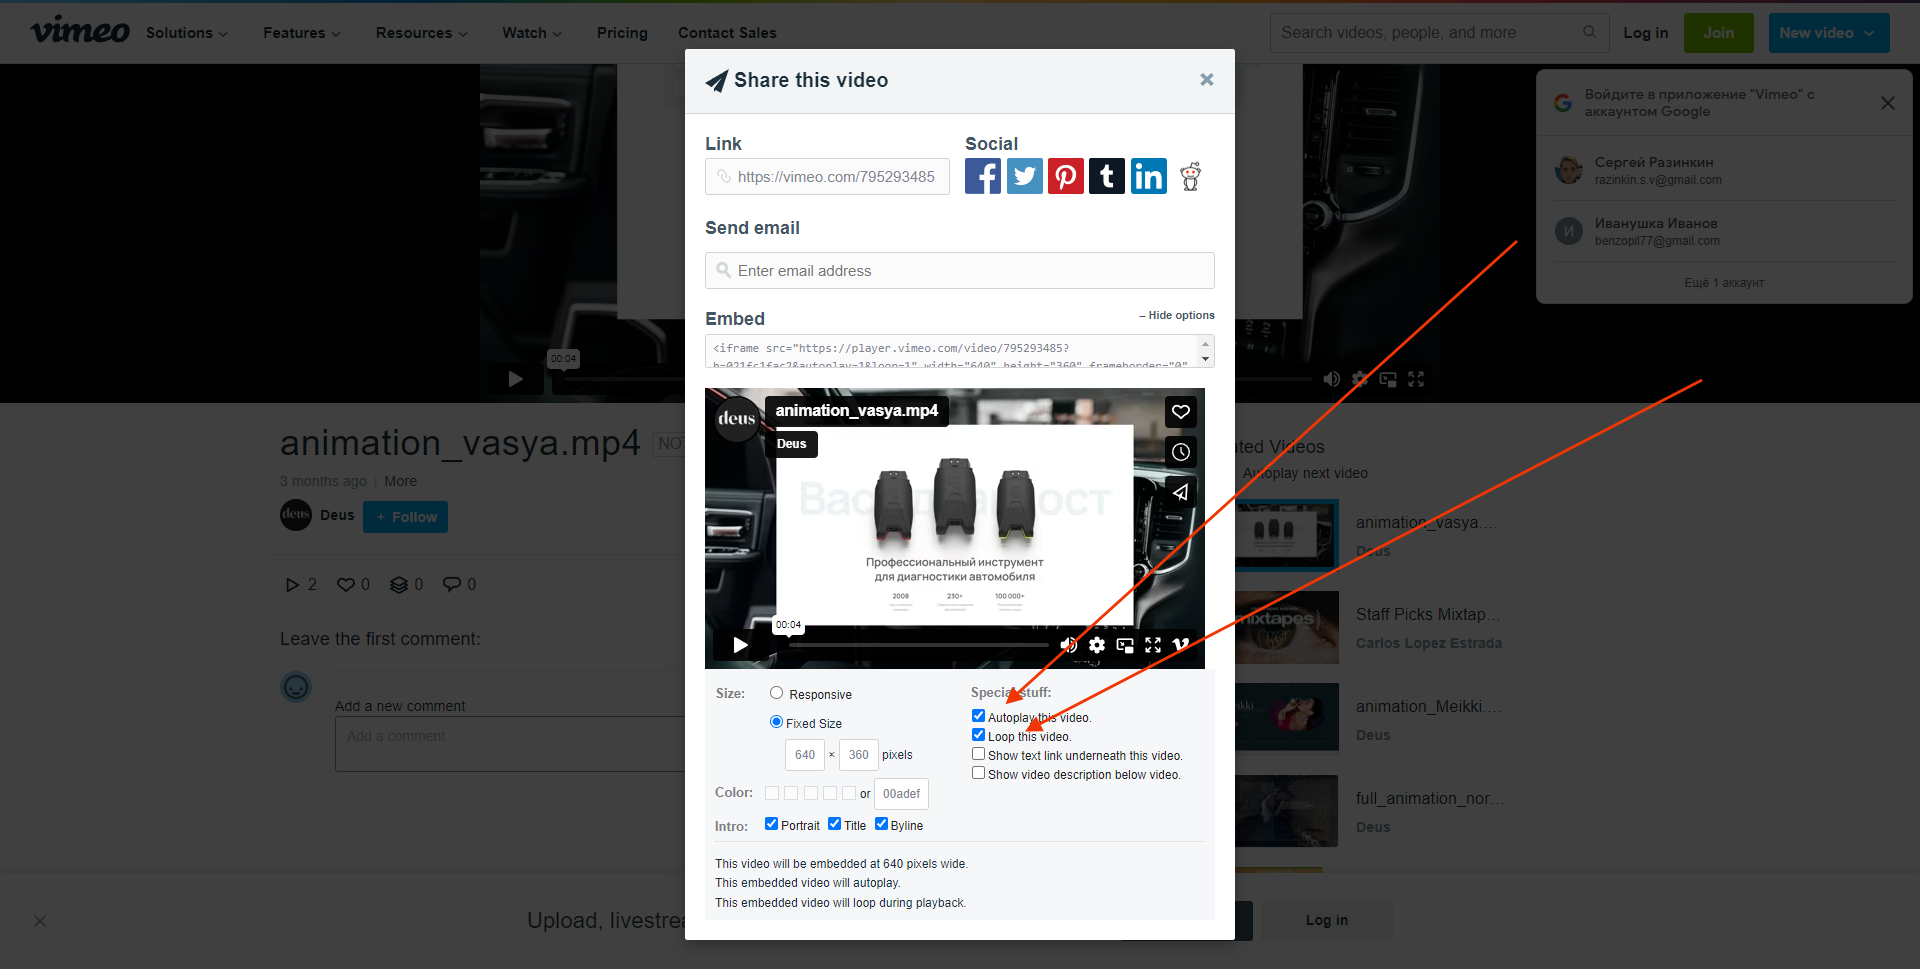 vimeo
Solutions
Features
Resources
Watch
Pricing
Contact Sales
Search videos, people, and more
Log in
Join
New video
Share this video
Link
https://vimeo.com/795293485
Social
Send email
Enter email address
Embed
– Hide options
<iframe src="https://player.vimeo.com/video/795293485?
h=021fc1fac2&autoplay=1&loop=1" width="640" height="360" frameborder="0"
Войдите в приложение "Vimeo" с
аккаунтом Google
Сергей Разинкин
razinkin.s.v@gmail.com
И
Иванушка Иванов
benzopil77@gmail.com
Ещё 1 аккаунт
00:04
deus
animation_vasya.mp4
Deus
Профессиональный инструмент
для диагностики автомобиля
2008
230+
100 000+
00:04
animation_vasya.mp4
3 months ago | More
deus
Deus
+ Follow
2
0
0
0
Leave the first comment:
Add a new comment
Add a comment
Size:
Responsive
Fixed Size
640 × 360 pixels
Color:
or 00adef
Intro:
Portrait
Title
Byline
Special stuff:
Autoplay this video.
Loop this video.
Show text link underneath this video.
Show video description below video.
This video will be embedded at 640 pixels wide.
This embedded video will autoplay.
This embedded video will loop during playback.
Videos
Autoplay next video
animation_vasya....
Deus
mixtapes
Staff Picks Mixtap...
Carlos Lopez Estrada
animation_Meikki....
Deus
full_animation_nor...
Deus
Upload,
Log in